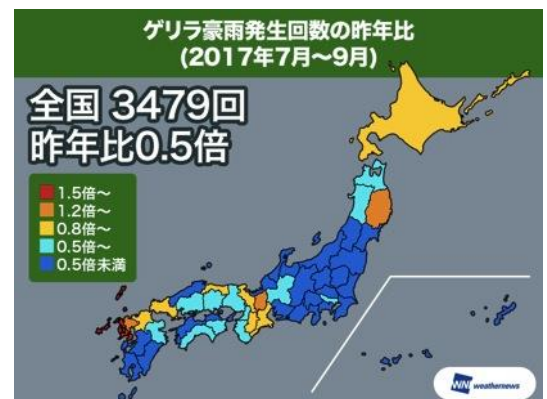 ゲリラ豪雨発生回数の昨年比
(2017年7月〜9月)
全国 3479回
昨年比0.5倍
1.5倍〜
1.2倍〜
0.8倍〜
0.5倍〜
0.5倍未満
WNI weathernews